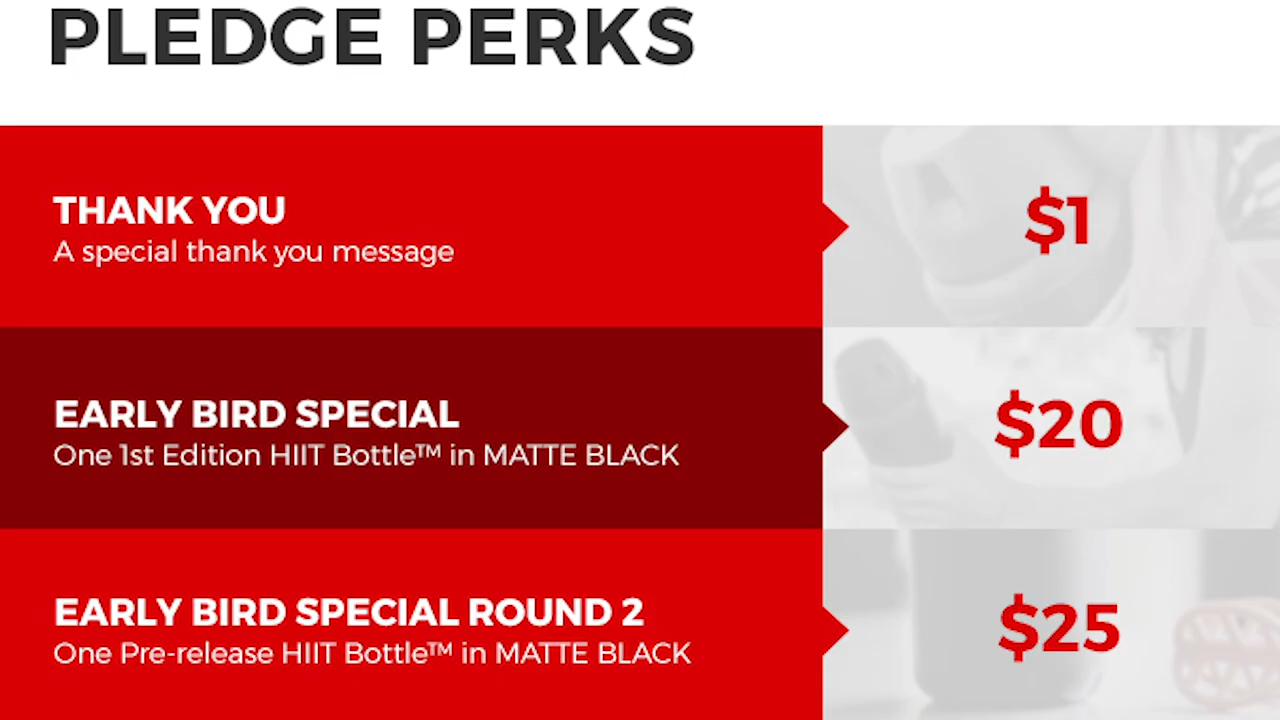 PLEDGE PERKS
THANK YOU
A special thank you message
$1
EARLY BIRD SPECIAL
One 1st Edition HIIT Bottle™ in MATTE BLACK
$20
EARLY BIRD SPECIAL ROUND 2
One Pre-release HIIT Bottle™ in MATTE BLACK
$25